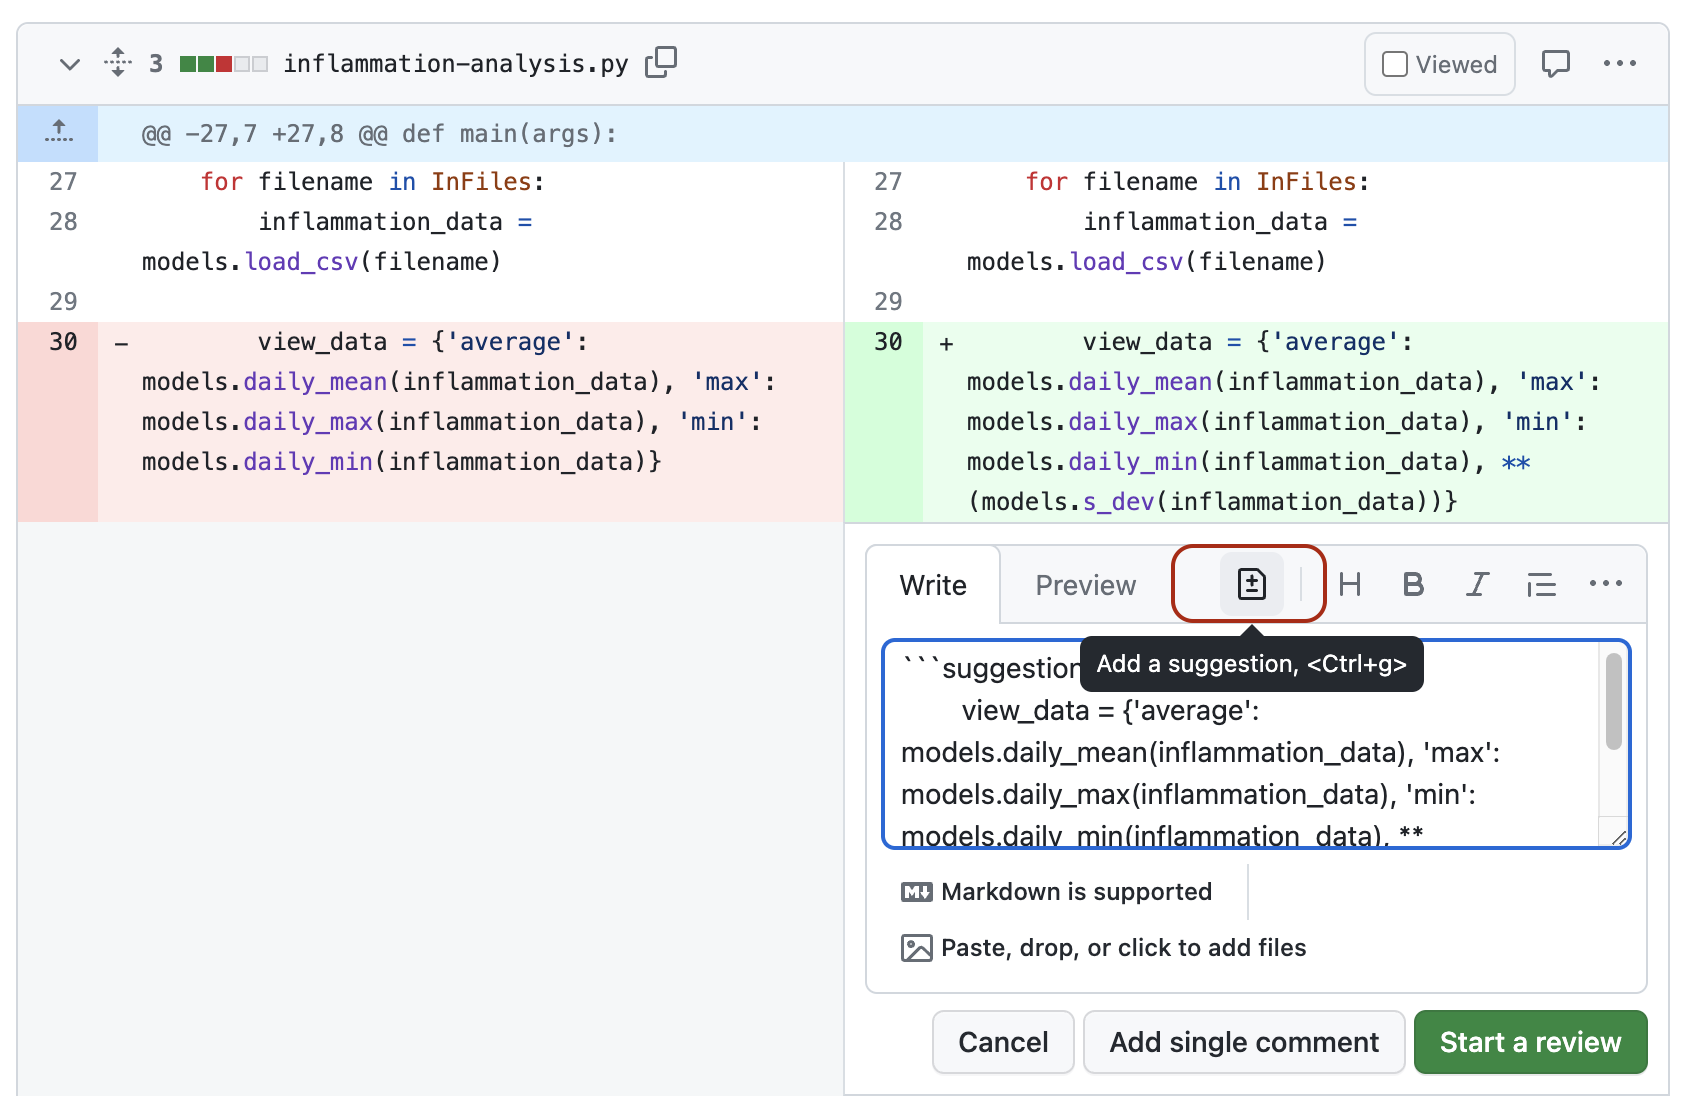 3 inflammation-analysis.py Viewed
@@ -27,7 +27,8 @@ def main(args):
27 for filename in InFiles:
28 inflammation_data =
models.load_csv(filename)
29
30 - view_data = {'average':
models.daily_mean(inflammation_data), 'max':
models.daily_max(inflammation_data), 'min':
models.daily_min(inflammation_data)}
27 for filename in InFiles:
28 inflammation_data =
models.load_csv(filename)
29
30 + view_data = {'average':
models.daily_mean(inflammation_data), 'max':
models.daily_max(inflammation_data), 'min':
models.daily_min(inflammation_data), **
(models.s_dev(inflammation_data))}
Write Preview H B I
Add a suggestion, <Ctrl+g>
```suggestion
view_data = {'average':
models.daily_mean(inflammation_data), 'max':
models.daily_max(inflammation_data), 'min':
models.daily_min(inflammation_data), **
M Markdown is supported
Paste, drop, or click to add files
Cancel Add single comment Start a review